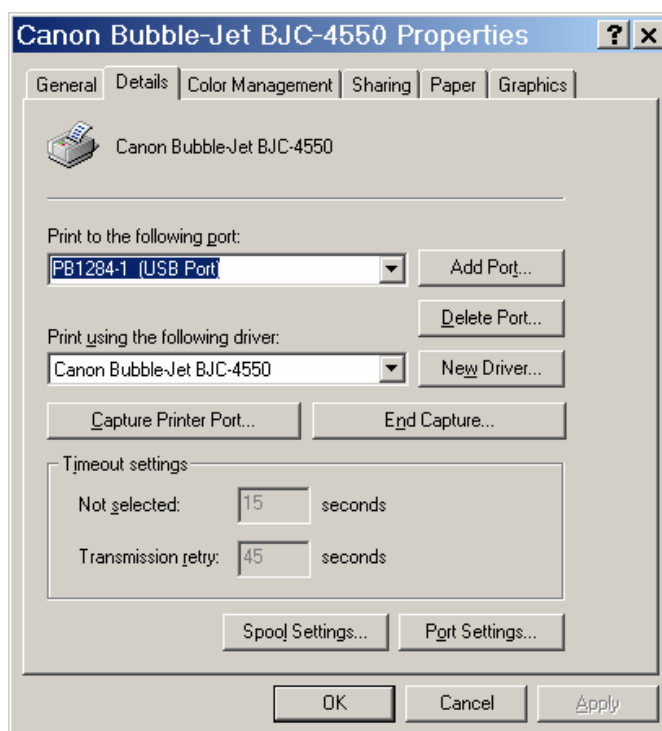 Canon Bubble-Jet BJC-4550 Properties ? ×
General Details Color Management Sharing Paper Graphics
Canon Bubble-Jet BJC-4550
Print to the following port:
PB1284-1 (USB Port) Add Port...
Delete Port...
Print using the following driver:
Canon Bubble-Jet BJC-4550 New Driver...
Capture Printer Port... End Capture...
Timeout settings
Not selected: 15 seconds
Transmission retry: 45 seconds
Spool Settings... Port Settings...
OK Cancel Apply